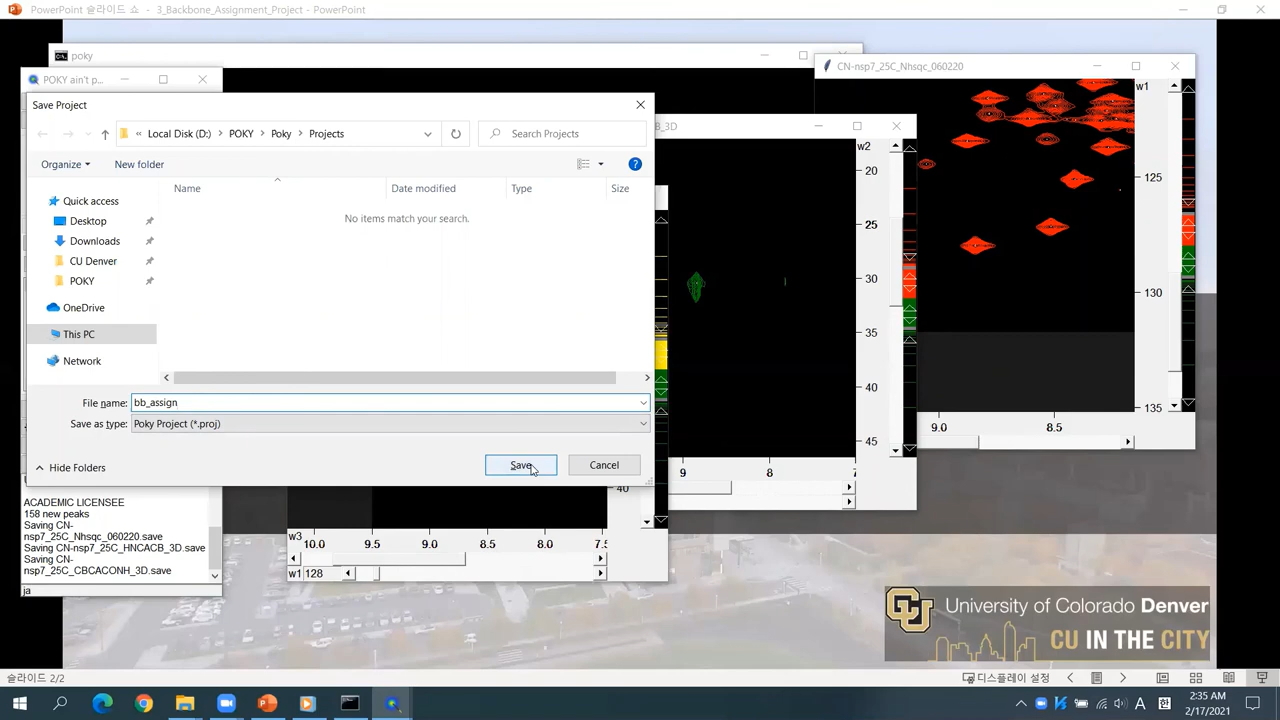 PowerPoint 슬라이드 쇼 - 3_Backbone_Assignment_Project - PowerPoint
poky
POKY ain't p...
CN-nsp7_25C_Nhsqc_060220
B_3D
Save Project
« Local Disk (D:) > POKY > Poky > Projects
Search Projects
Organize
New folder
Name
Date modified
Type
Size
No items match your search.
Quick access
Desktop
Downloads
CU Denver
POKY
OneDrive
This PC
Network
File name: bb_assign
Save as type: Poky Project (*.proj)
Hide Folders
Save
Cancel
ACADEMIC LICENSEE
158 new peaks
Saving CN-
nsp7_25C_Nhsqc_060220.save
Saving CN-nsp7_25C_HNCACB_3D.save
Saving CN-
nsp7_25C_CBCACONH_3D.save
ja
40
w3
10.0 9.5 9.0 8.5 8.0 7.5
w1 128
w2
20
25
30
35
40
45
9 8 7
w1
125
130
135
9.0 8.5
University of Colorado Denver
CU IN THE CITY
슬라이드 2/2
디스플레이 설정
A
한
2:35 AM
2/17/2021